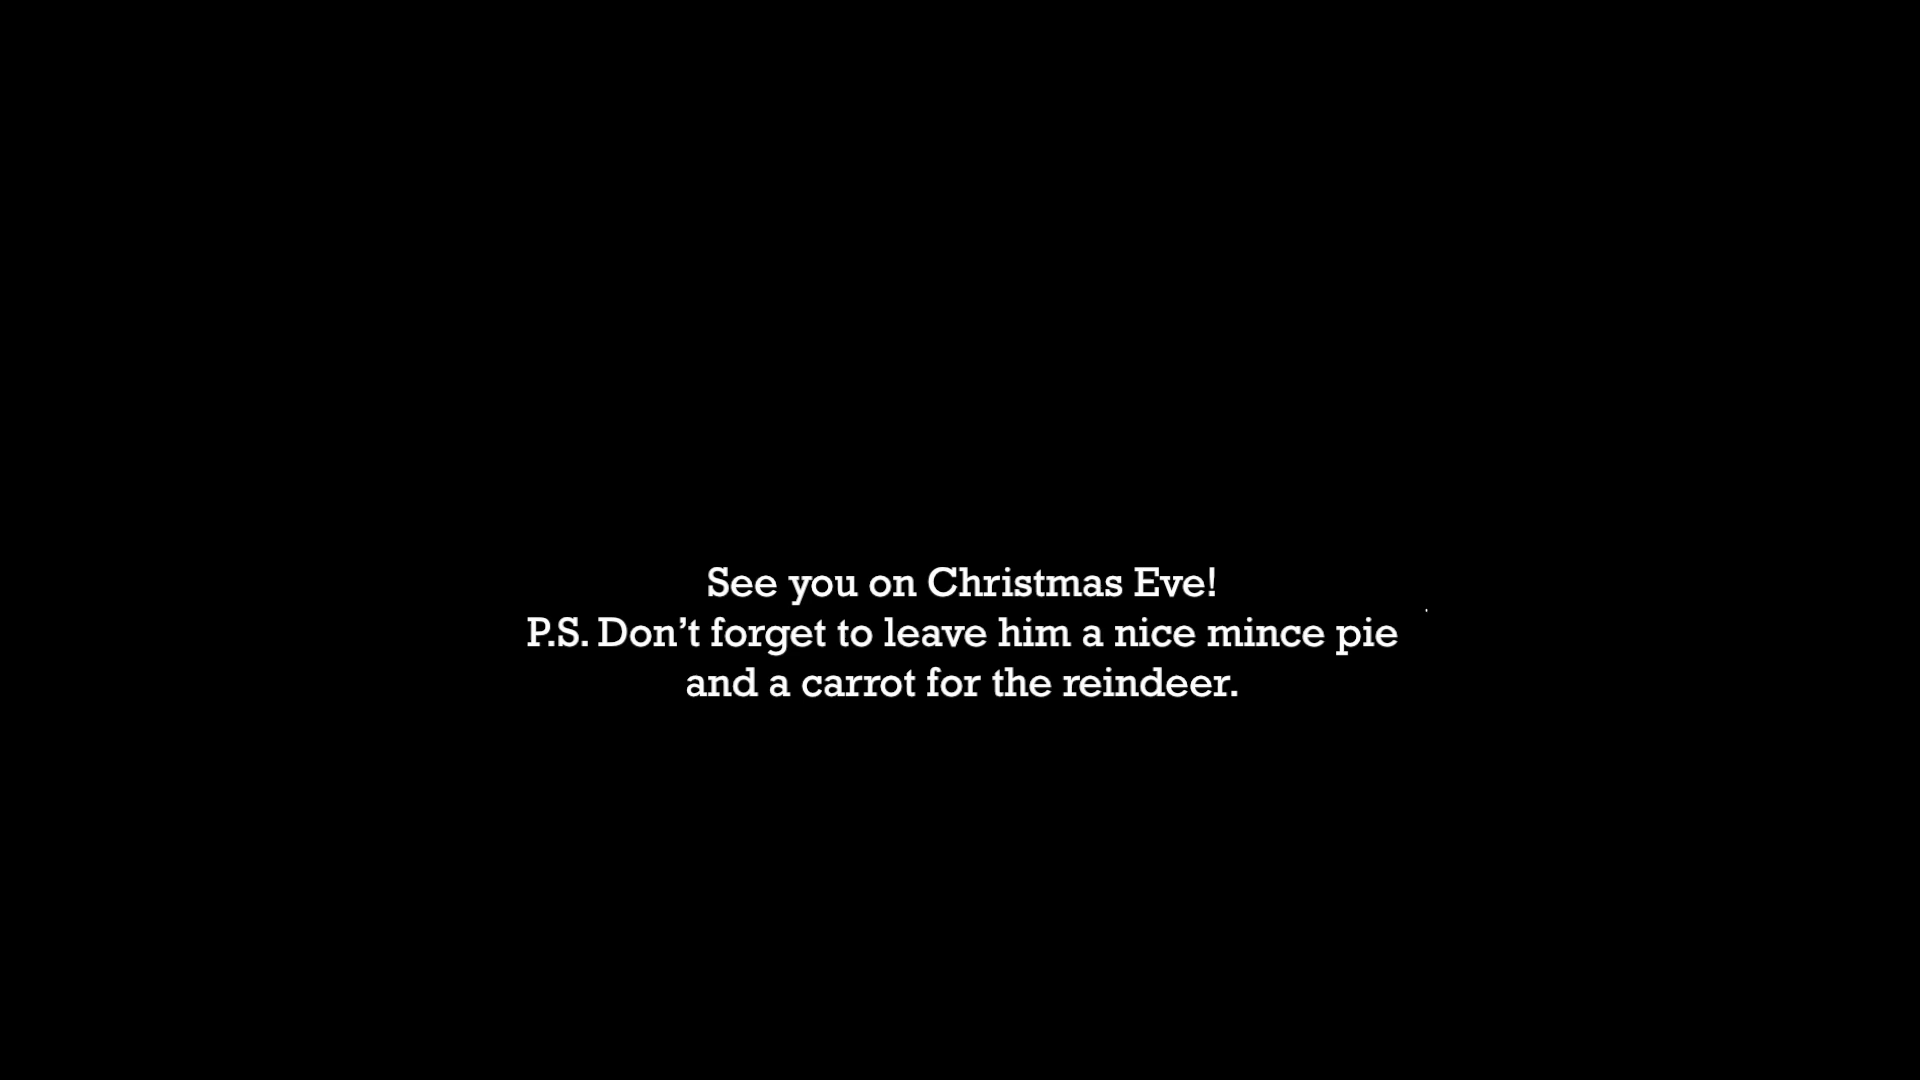 See you on Christmas Eve!
P.S. Don’t forget to leave him a nice mince pie
and a carrot for the reindeer.